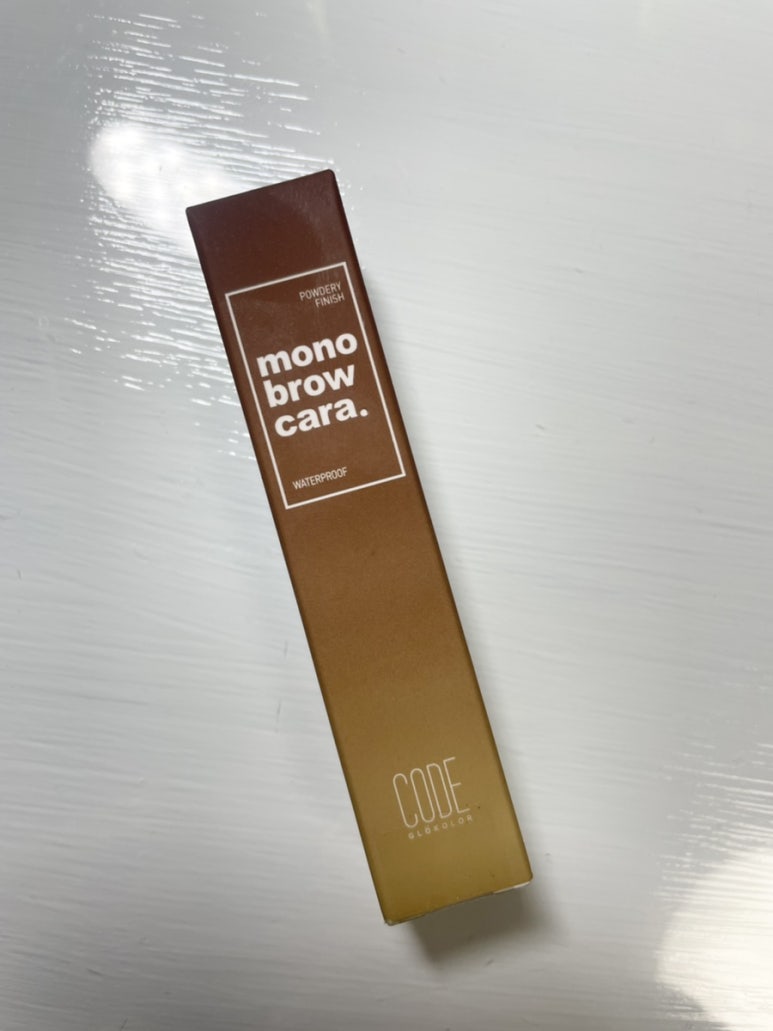 POWDERY
FINISH
mono
brow
cara.
WATERPROOF
CODE
GLOKOLOR